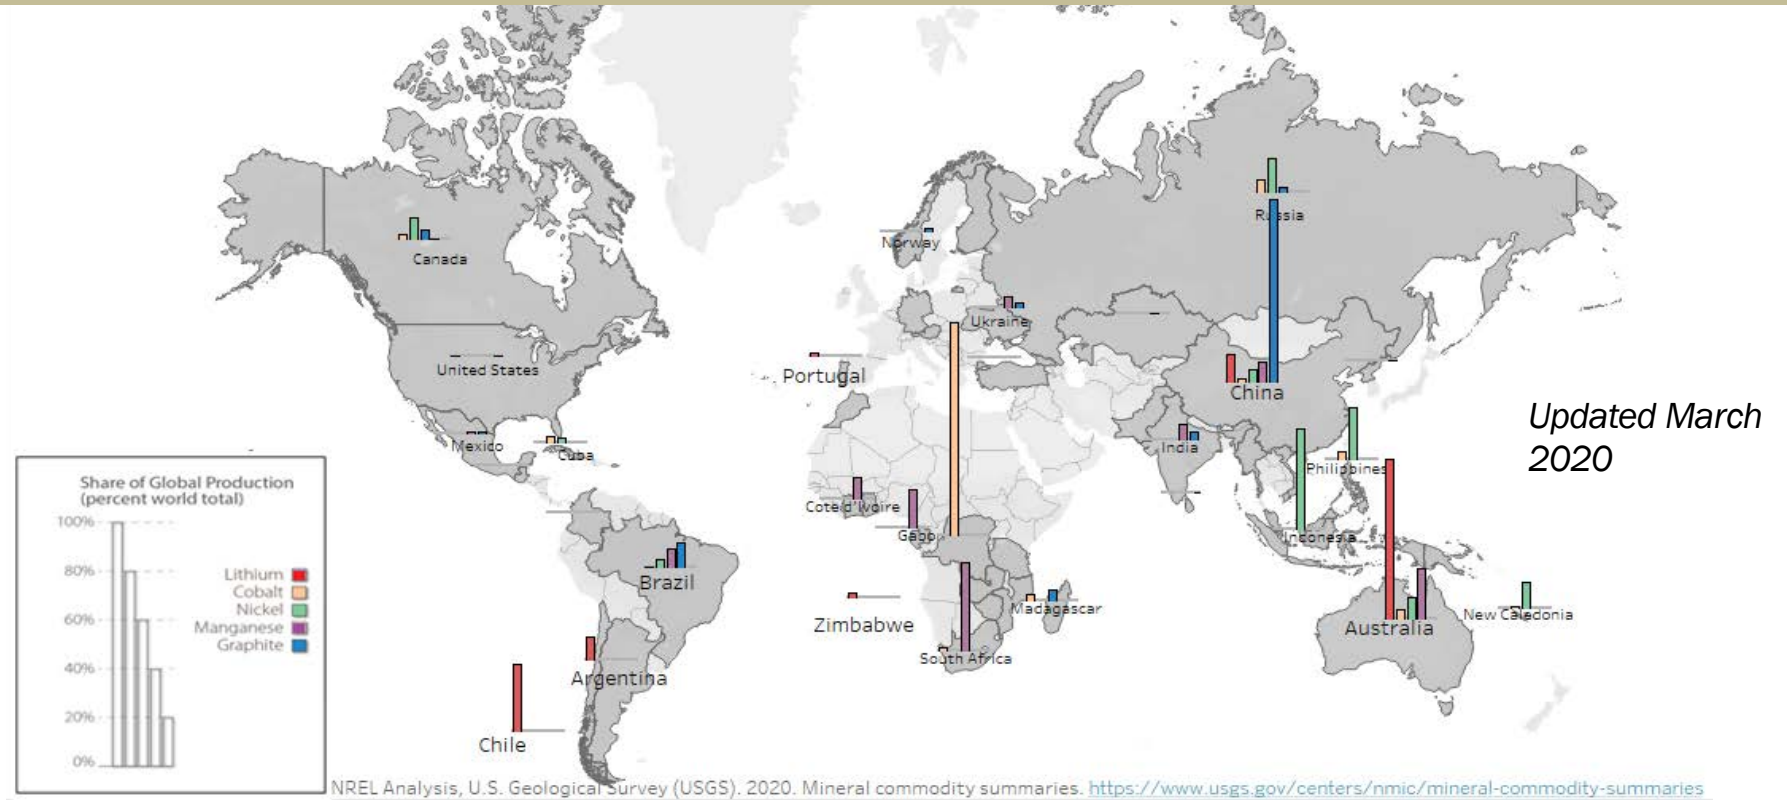 Russia
Norway
Canada
Ukraine
United States
Portugal
China
Updated March
2020
Mexico
Cuba
India
Philippines
Share of Global Production
(percent world total)
100%
80%
60%
40%
20%
0%
Lithium
Cobalt
Nickel
Manganese
Graphite
Coted'Ivoire
Gabo
Indonesia
Brazil
Madagascar
New Caledonia
Zimbabwe
Australia
South Africa
Argentina
Chile
NREL Analysis, U.S. Geological Survey (USGS). 2020. Mineral commodity summaries. https://www.usgs.gov/centers/nmic/mineral-commodity-summaries